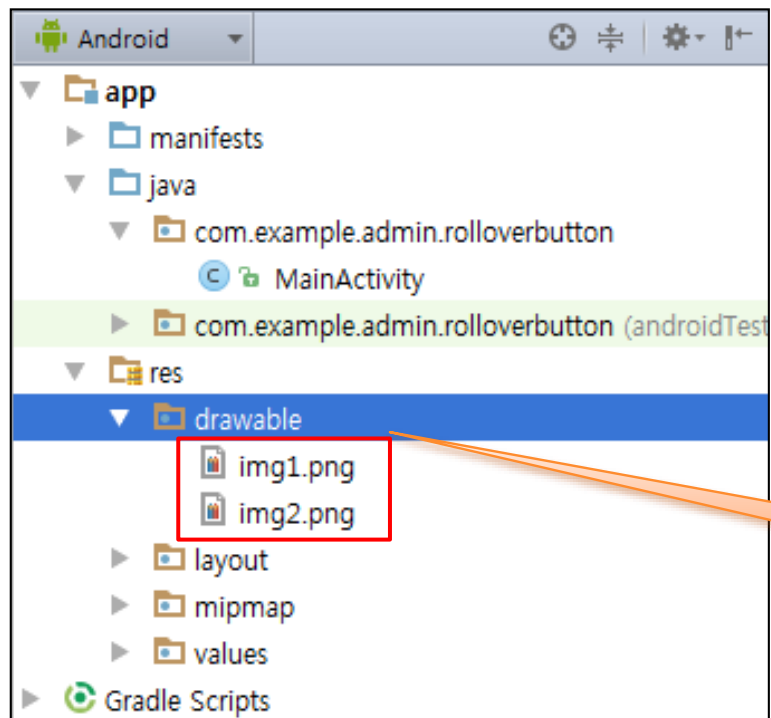 Android
app
manifests
java
com.example.admin.rolloverbutton
C MainActivity
com.example.admin.rolloverbutton (androidTest
res
drawable
img1.png
img2.png
layout
mipmap
values
Gradle Scripts